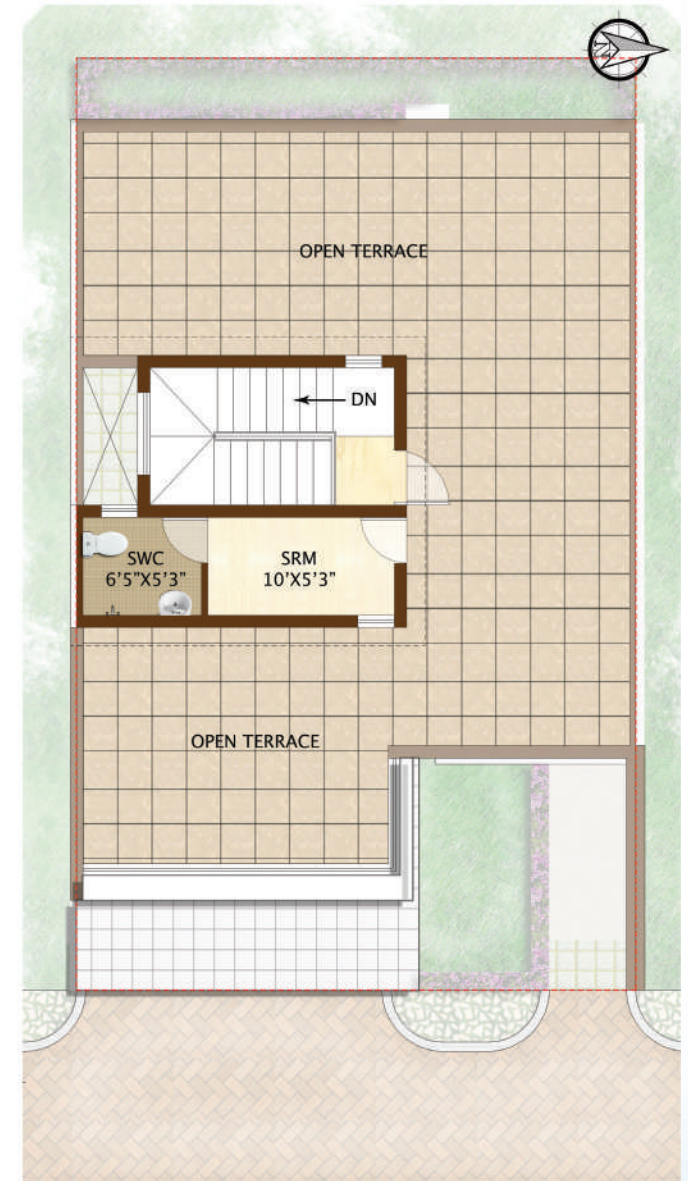 N
OPEN TERRACE
DN
SWC
6'5"X5'3"
SRM
10'X5'3"
OPEN TERRACE